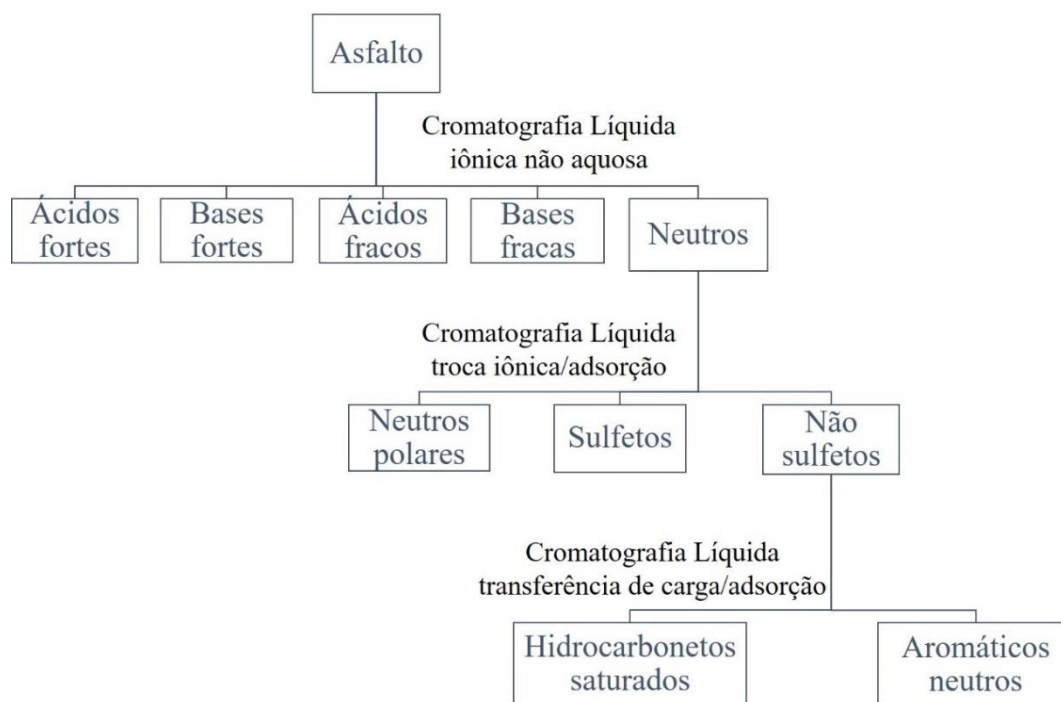 Asfalto
Cromatografia Líquida
iônica não aquosa
Ácidos
fortes
Bases
fortes
Ácidos
fracos
Bases
fracas
Neutros
Cromatografia Líquida
troca iônica/adsorção
Neutros
polares
Sulfetos
Não
sulfetos
Cromatografia Líquida
transferência de carga/adsorção
Hidrocarbonetos
saturados
Aromáticos
neutros